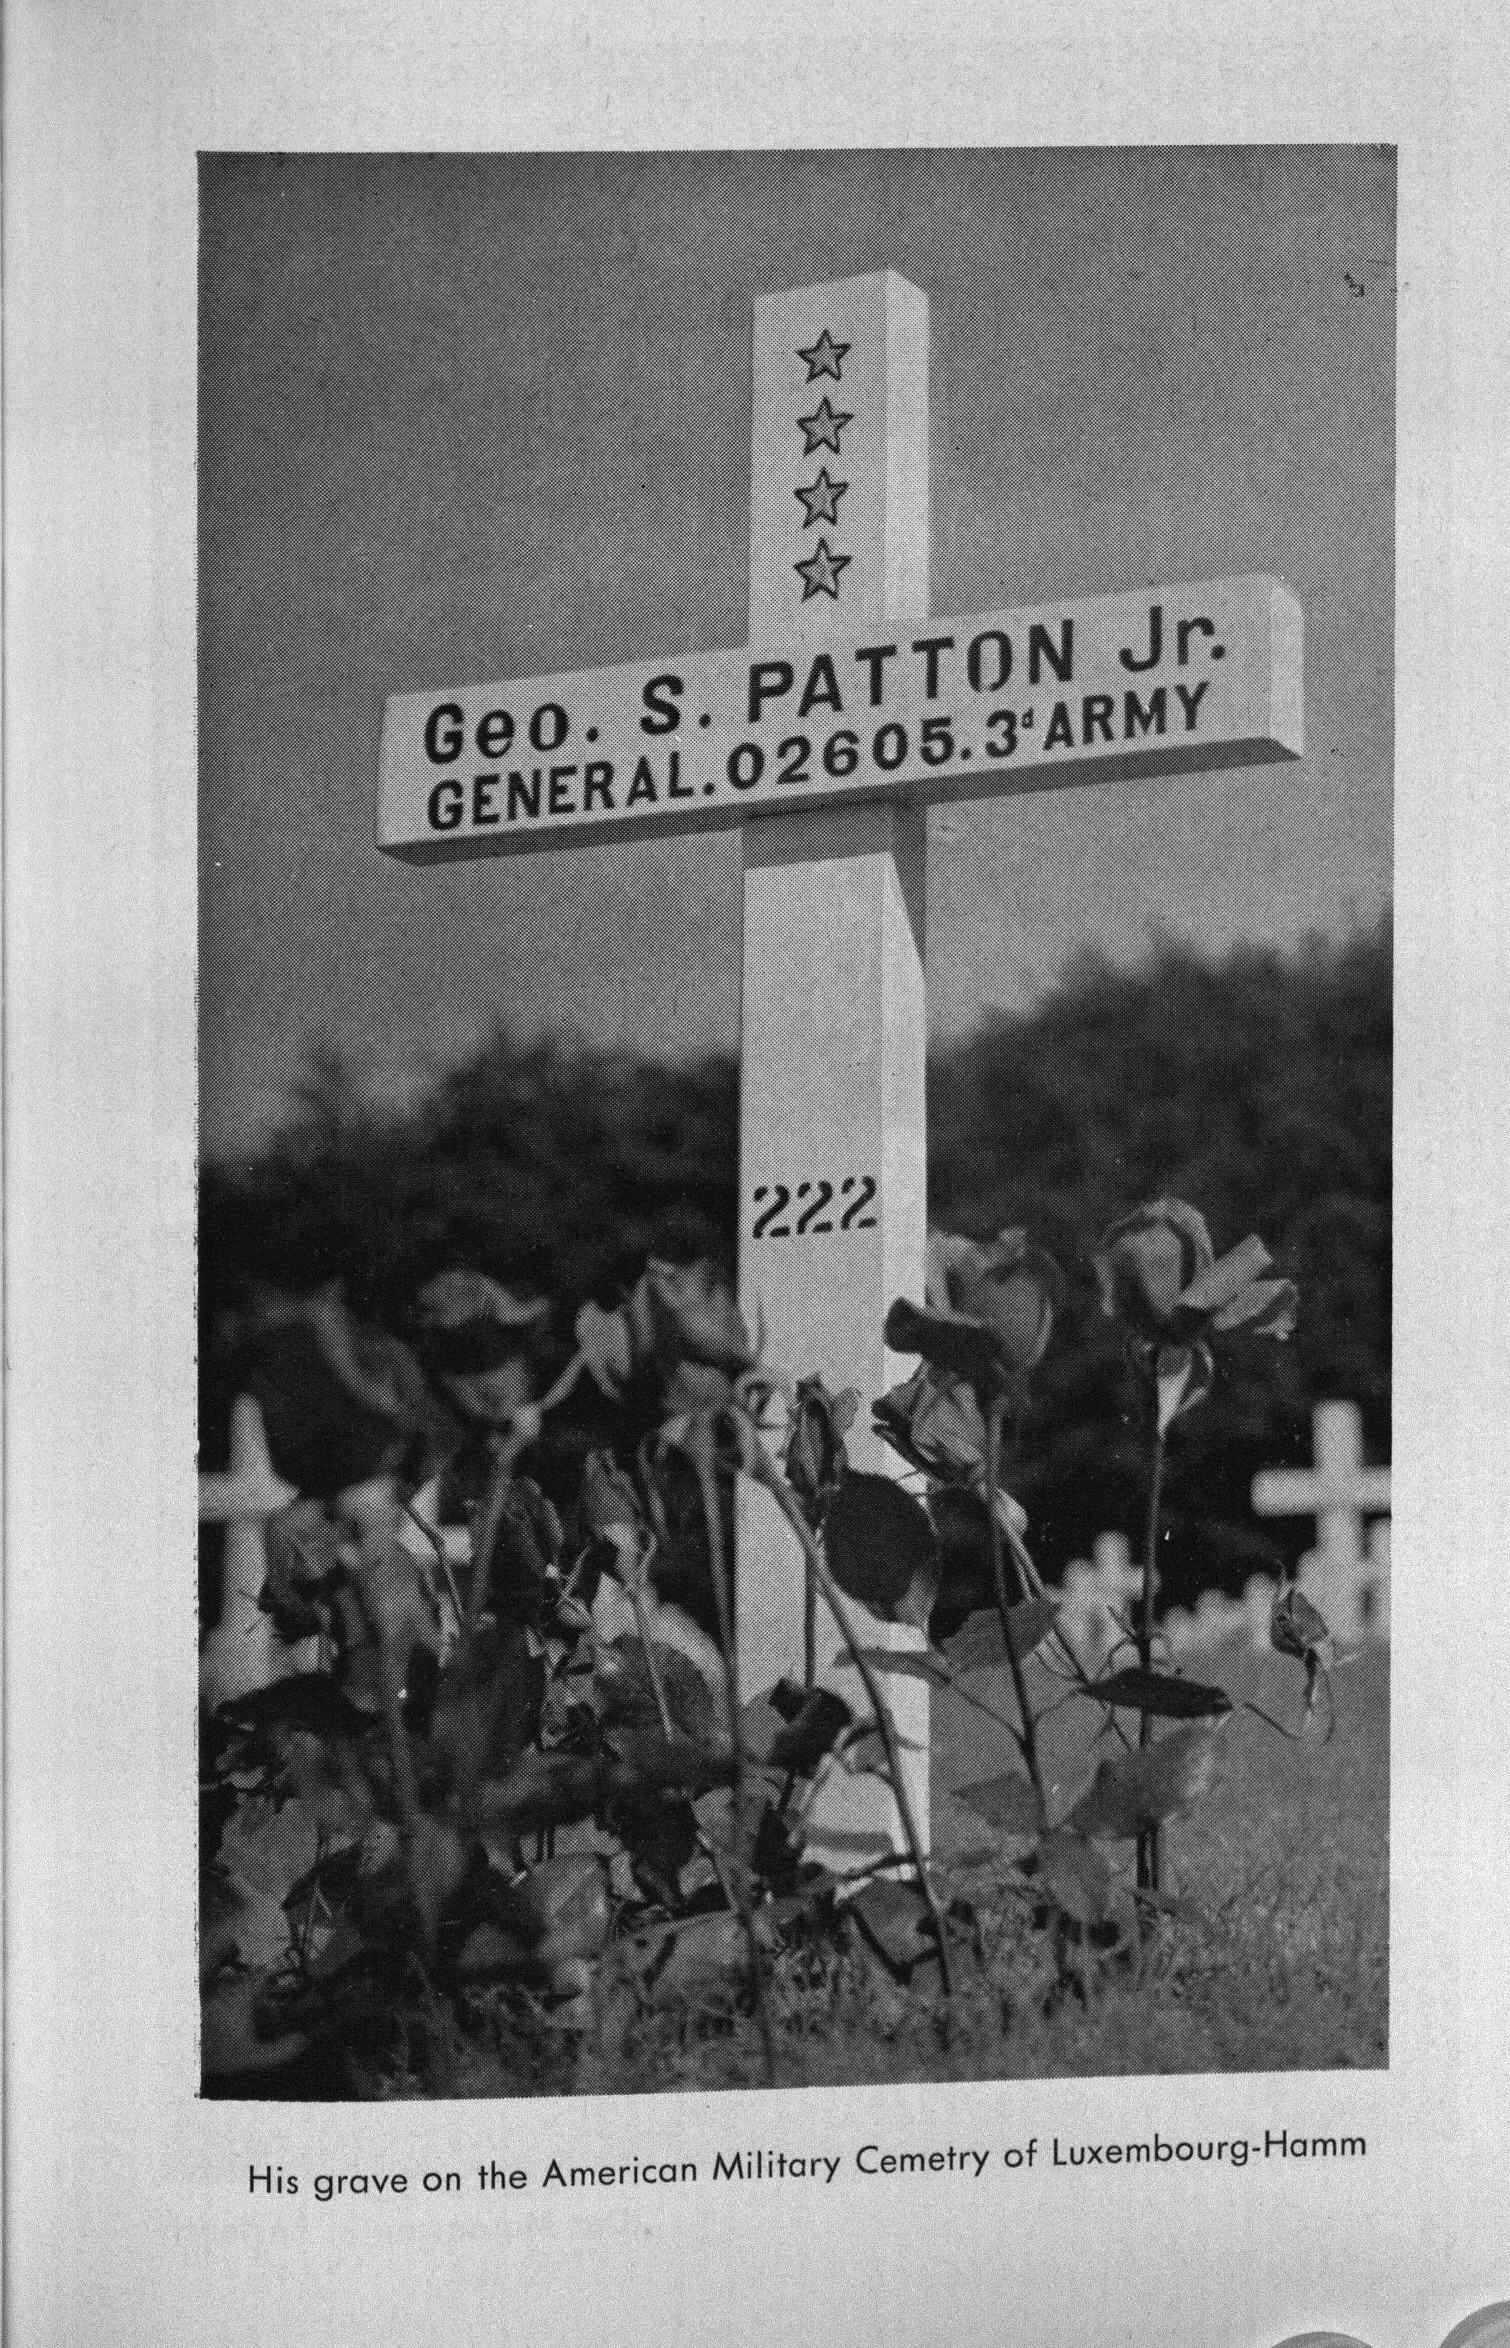 Geo. S. PATTON Jr.
GENERAL.02605.3d ARMY
222
His grave on the American Military Cemetry of Luxembourg-Hamm